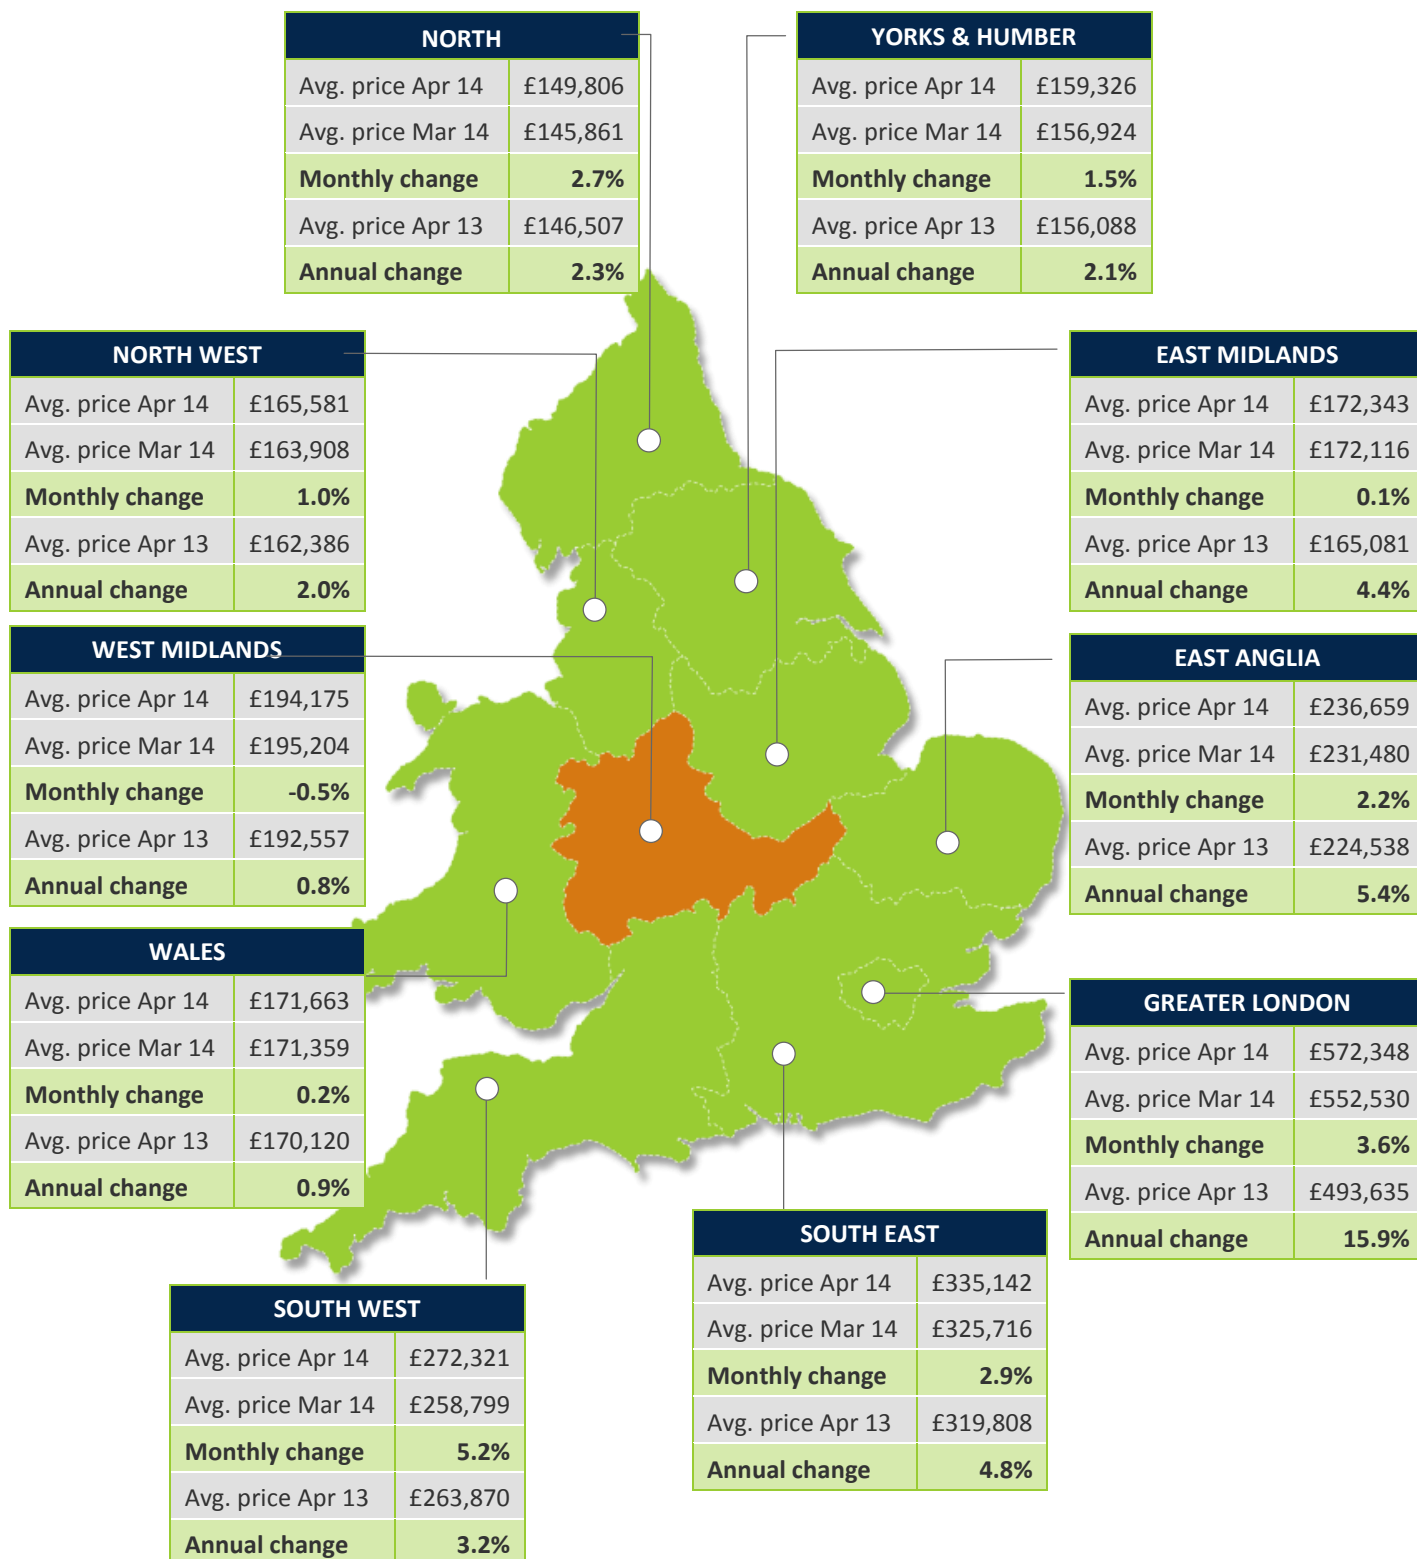 NORTH
Avg. price Apr 14 £149,806
Avg. price Mar 14 £145,861
Monthly change 2.7%
Avg. price Apr 13 £146,507
Annual change 2.3%
YORKS & HUMBER
Avg. price Apr 14 £159,326
Avg. price Mar 14 £156,924
Monthly change 1.5%
Avg. price Apr 13 £156,088
Annual change 2.1%
NORTH WEST
Avg. price Apr 14 £165,581
Avg. price Mar 14 £163,908
Monthly change 1.0%
Avg. price Apr 13 £162,386
Annual change 2.0%
EAST MIDLANDS
Avg. price Apr 14 £172,343
Avg. price Mar 14 £172,116
Monthly change 0.1%
Avg. price Apr 13 £165,081
Annual change 4.4%
WEST MIDLANDS
Avg. price Apr 14 £194,175
Avg. price Mar 14 £195,204
Monthly change -0.5%
Avg. price Apr 13 £192,557
Annual change 0.8%
EAST ANGLIA
Avg. price Apr 14 £236,659
Avg. price Mar 14 £231,480
Monthly change 2.2%
Avg. price Apr 13 £224,538
Annual change 5.4%
WALES
Avg. price Apr 14 £171,663
Avg. price Mar 14 £171,359
Monthly change 0.2%
Avg. price Apr 13 £170,120
Annual change 0.9%
GREATER LONDON
Avg. price Apr 14 £572,348
Avg. price Mar 14 £552,530
Monthly change 3.6%
Avg. price Apr 13 £493,635
Annual change 15.9%
SOUTH EAST
Avg. price Apr 14 £335,142
Avg. price Mar 14 £325,716
Monthly change 2.9%
Avg. price Apr 13 £319,808
Annual change 4.8%
SOUTH WEST
Avg. price Apr 14 £272,321
Avg. price Mar 14 £258,799
Monthly change 5.2%
Avg. price Apr 13 £263,870
Annual change 3.2%